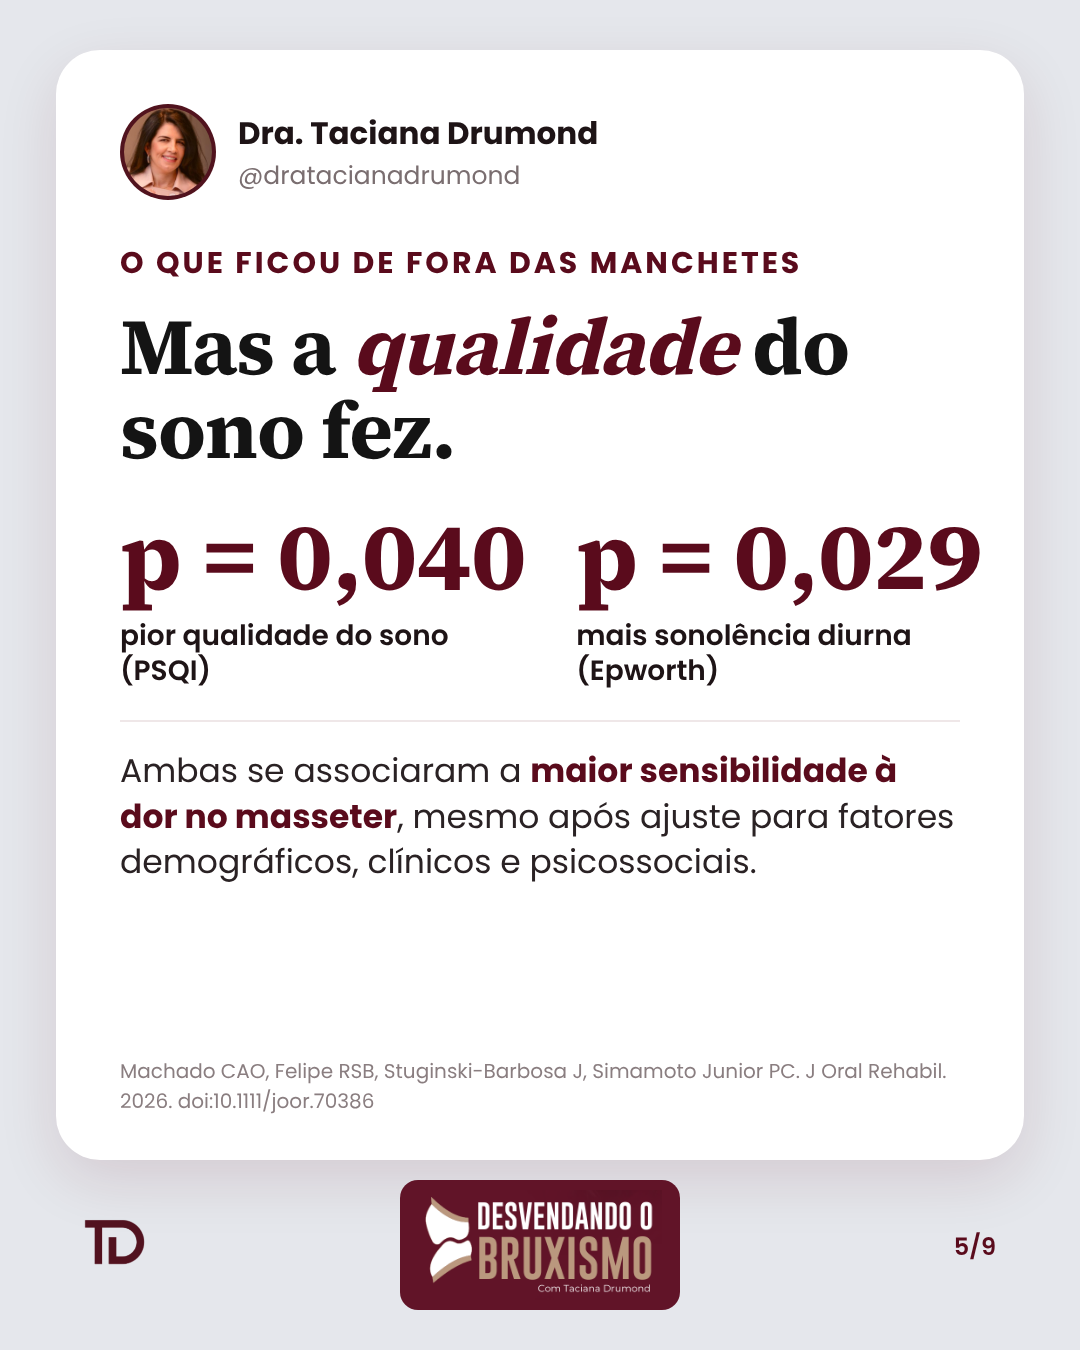 Dra. Taciana Drumond
@dratacianadrumond
O QUE FICOU DE FORA DAS MANCHETES
Mas a qualidade do
sono fez.
p = 0,040
pior qualidade do sono
(PSQI)
p = 0,029
mais sonolência diurna
(Epworth)
Ambas se associaram a maior sensibilidade à
dor no masseter, mesmo após ajuste para fatores
demográficos, clínicos e psicossociais.
Machado CAO, Felipe RSB, Stuginski-Barbosa J, Simamoto Junior PC. J Oral Rehabil.
2026. doi:10.1111/joor.70386
TD
DESVENDANDO O
BRUXISMO
Com Taciana Drumond
5/9